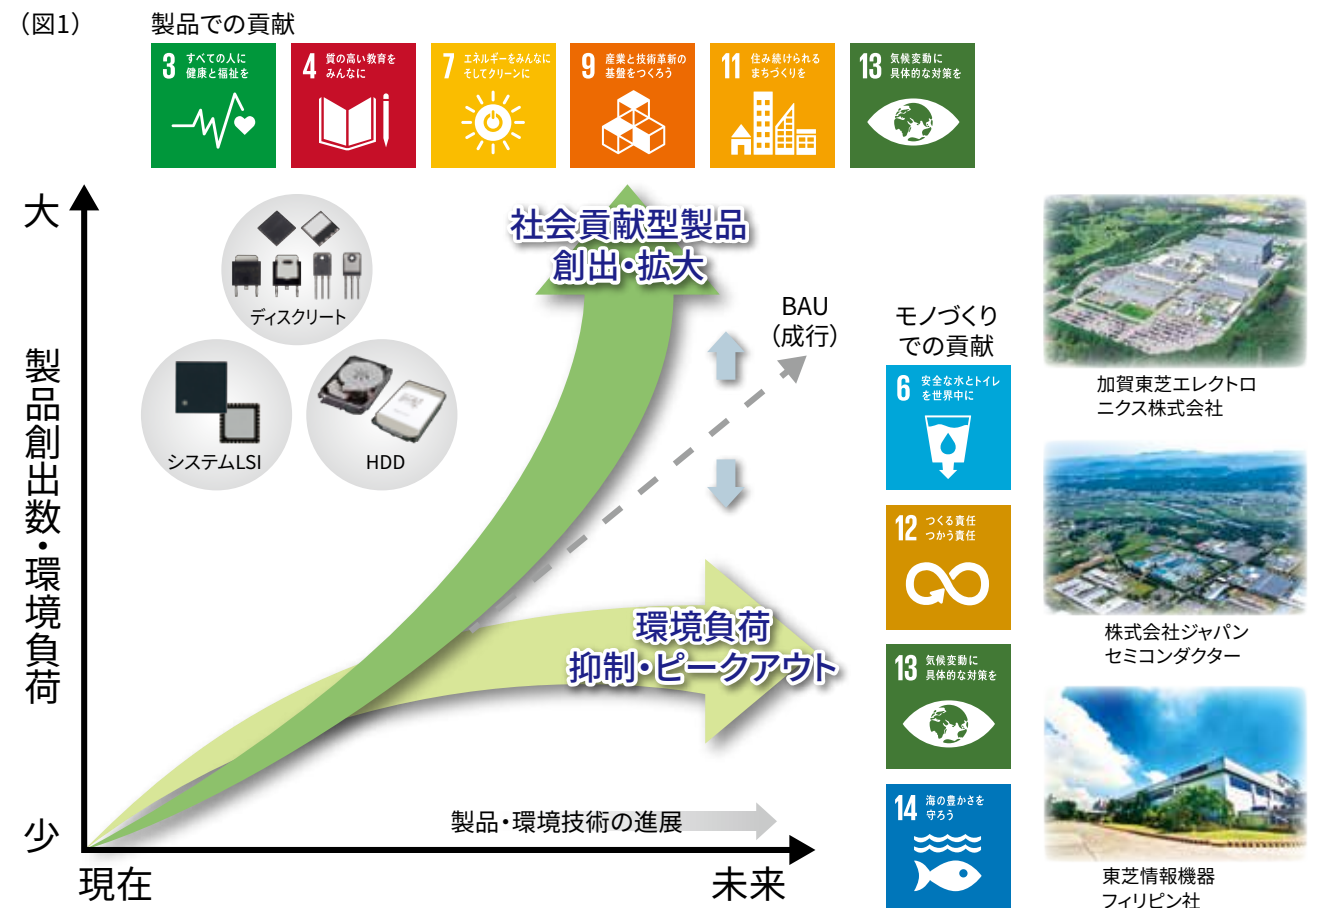 （図1）
製品での貢献
3 すべての人に
健康と福祉を
4 質の高い教育を
みんなに
7 エネルギーをみんなに
そしてクリーンに
9 産業と技術革新の
基盤をつくろう
11 住み続けられる
まちづくりを
13 気候変動に
具体的な対策を
大
製品創出数・環境負荷
少
現在
未来
ディスクリート
システムLSI
HDD
社会貢献型製品
創出・拡大
BAU
（成行）
環境負荷
抑制・ピークアウト
製品・環境技術の進展
モノづくり
での貢献
6 安全な水とトイレ
を世界中に
12 つくる責任
つかう責任
13 気候変動に
具体的な対策を
14 海の豊かさを
守ろう
加賀東芝エレクトロ
ニクス株式会社
株式会社ジャパン
セミコンダクター
東芝情報機器
フィリピン社